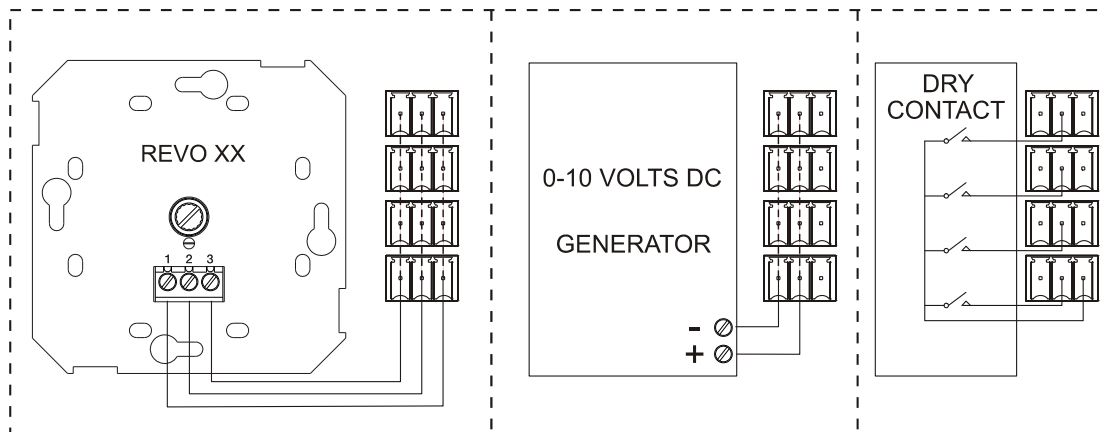 REVO XX
1 2 3
0-10 VOLTS DC
GENERATOR
-
+
DRY
CONTACT